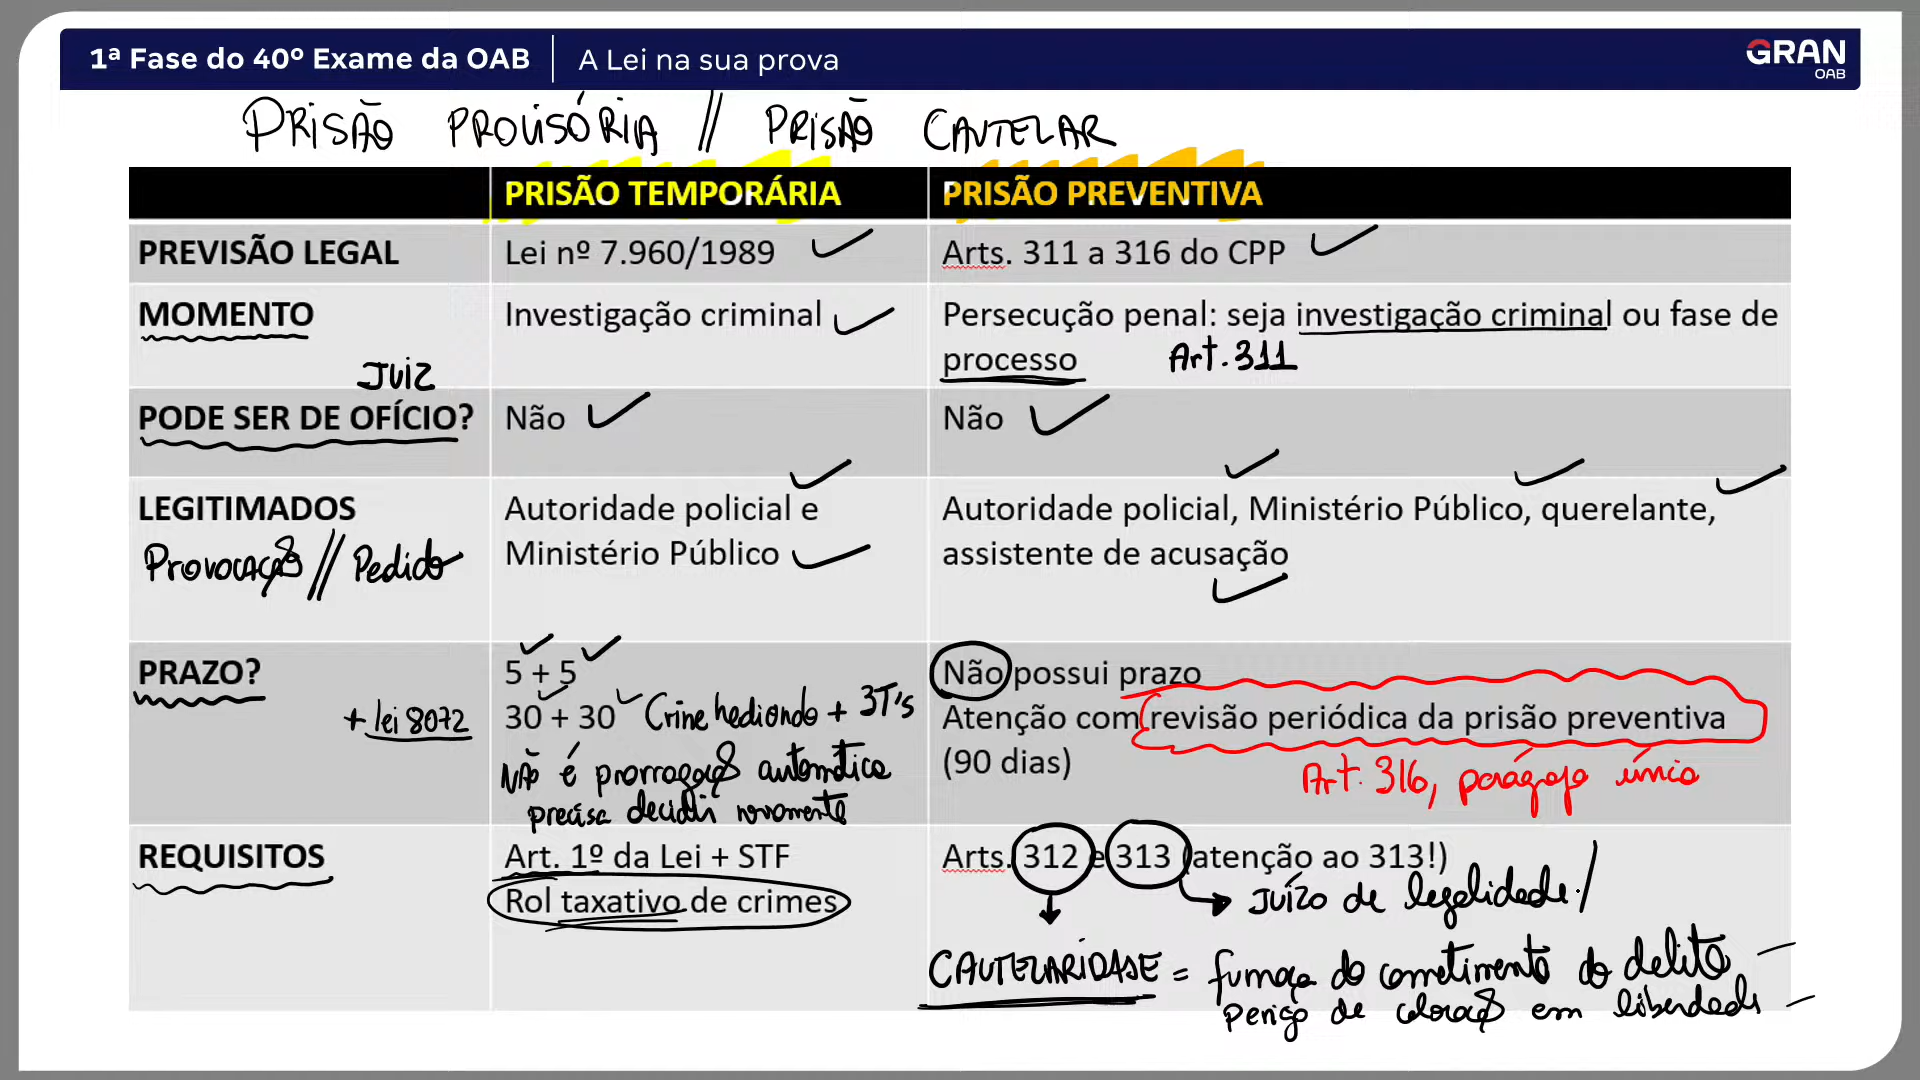 1ª Fase do 40º Exame da OAB | A Lei na sua prova
GRAN
OAB
PRISÃO PROVISÓRIA // PRISÃO CAUTELAR
PRISÃO TEMPORÁRIA
PRISÃO PREVENTIVA
PREVISÃO LEGAL
Lei nº 7.960/1989
Arts. 311 a 316 do CPP
MOMENTO
Investigação criminal
Persecução penal: seja investigação criminal ou fase de
processo
Art. 311
JUIZ
PODE SER DE OFÍCIO?
Não
Não
LEGITIMADOS
Provocação // Pedido
Autoridade policial e
Ministério Público
Autoridade policial, Ministério Público, querelante,
assistente de acusação
PRAZO?
+ lei 8072
5 + 5
30 + 30 Crime hediondo + 3T's
NÃO é prorrogação automática
precisa decidir novamente
Não possui prazo
Atenção com revisão periódica da prisão preventiva
(90 dias)
Art. 316, parágrafo único
REQUISITOS
Art. 1º da Lei + STF
Rol taxativo de crimes
Arts. 312 e 313 (atenção ao 313!)
JUÍZO de legalidade
CAUTELARIDADE = fumaça do cometimento do delito
perigo de colocação em liberdade